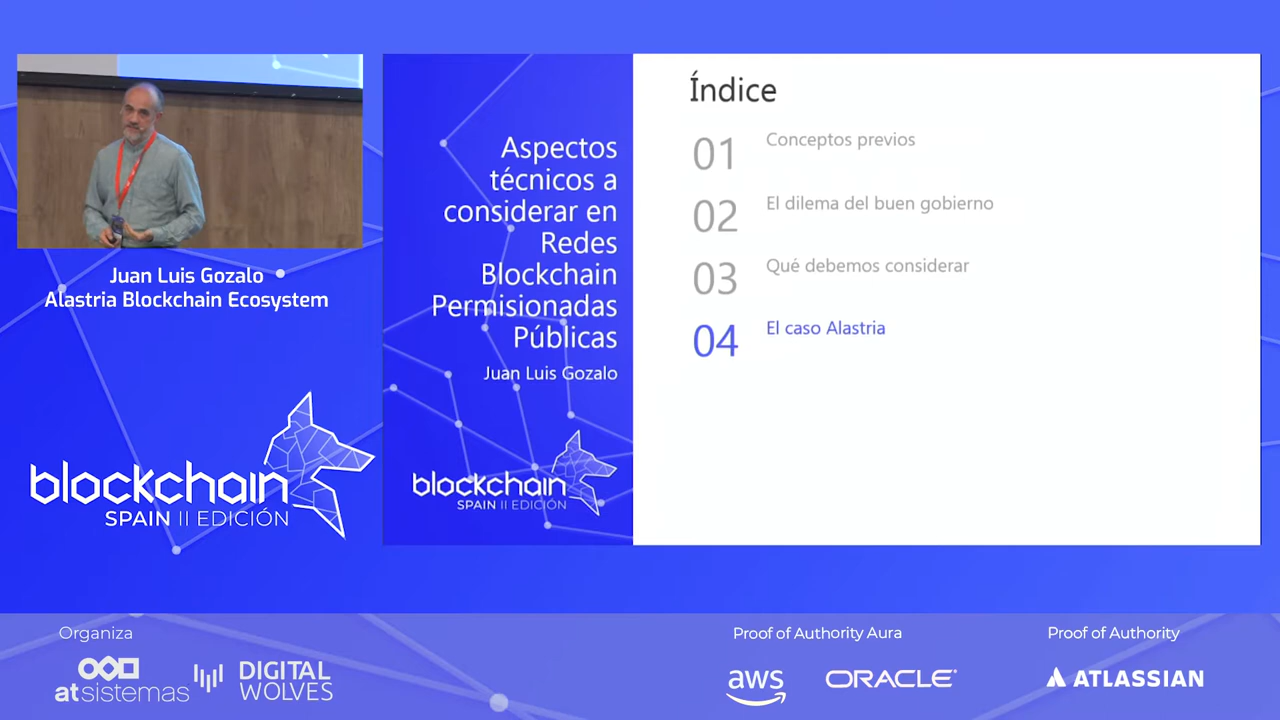 Juan Luis Gozalo
Alastria Blockchain Ecosystem
blockchain
SPAIN II EDICIÓN
Aspectos
técnicos a
considerar en
Redes
Blockchain
Permisionadas
Públicas
Juan Luis Gozalo
blockchain
SPAIN II EDICIÓN
Índice
01 Conceptos previos
02 El dilema del buen gobierno
03 Qué debemos considerar
04 El caso Alastria
Organiza
atsistemas
DIGITAL
WOLVES
Proof of Authority Aura
aws
ORACLE
Proof of Authority
ATLASSIAN